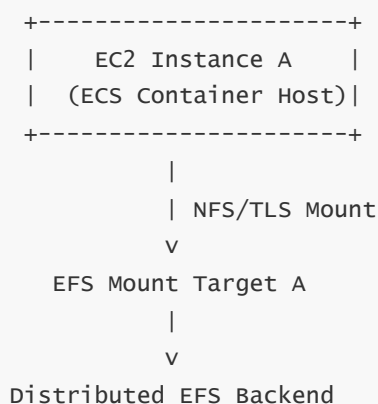 +----------------------+
|    EC2 Instance A    |
|  (ECS Container Host)|
+----------------------+
|
| NFS/TLS Mount
v
EFS Mount Target A
|
v
Distributed EFS Backend